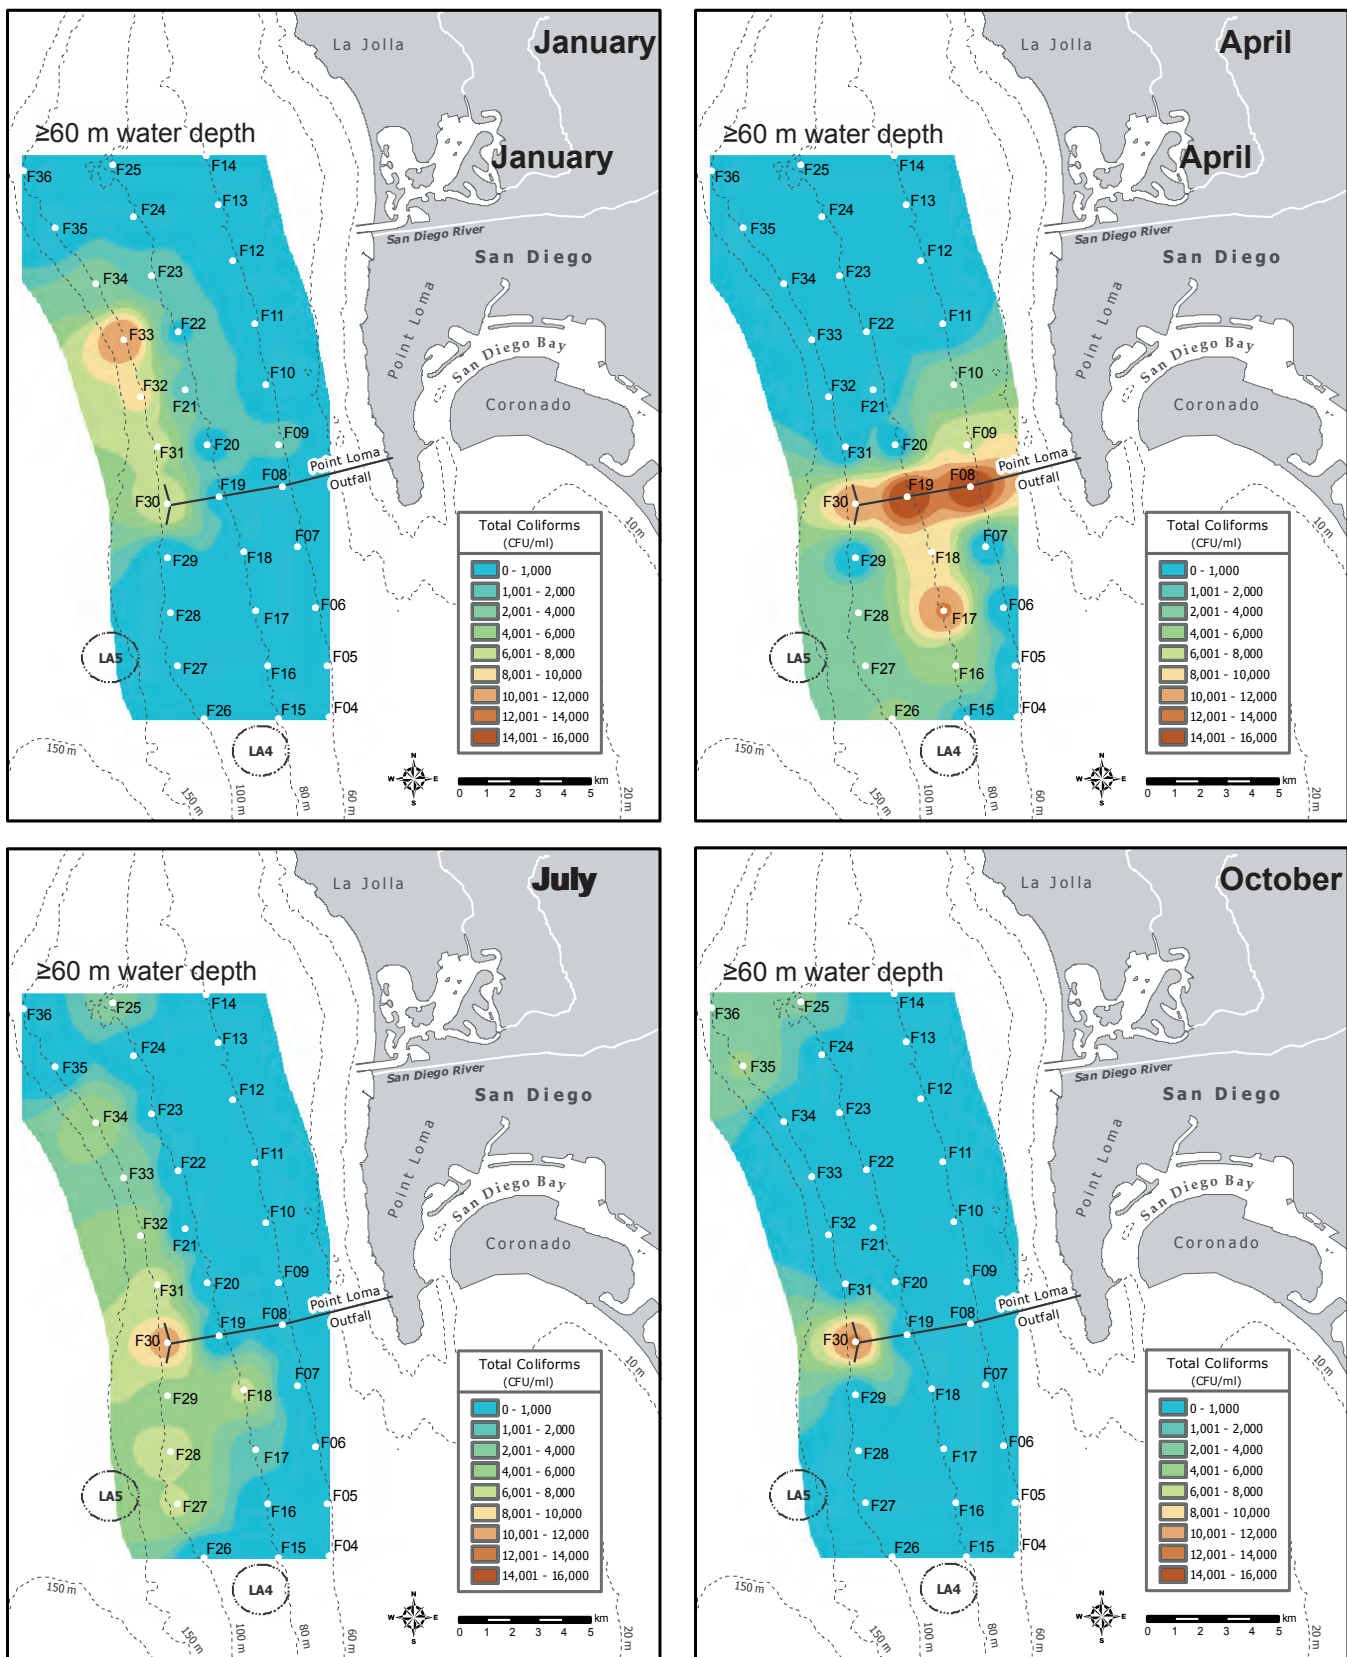 La Jolla
January
≥60 m water depth
January
F36
F25
F14
F24
F13
F35
San Diego River
F12
San Diego
F34
F23
F33
F22
F11
Point Loma
San Diego Bay
F32
F21
F10
Coronado
F31
F20
F09
F30
F19
F08
Point Loma
Outfall
F29
F18
F07
10 m
F28
F17
F06
LA5
F27
F16
F05
F26
F15
F04
LA4
150 m
150 m
100 m
80 m
60 m
20 m
Total Coliforms
(CFU/ml)
0 - 1,000
1,001 - 2,000
2,001 - 4,000
4,001 - 6,000
6,001 - 8,000
8,001 - 10,000
10,001 - 12,000
12,001 - 14,000
14,001 - 16,000
N
W E
S
km
0 1 2 3 4 5
La Jolla
April
≥60 m water depth
April
F36
F25
F14
F24
F13
F35
San Diego River
F12
San Diego
F34
F23
F33
F22
F11
Point Loma
San Diego Bay
F32
F21
F10
Coronado
F31
F20
F09
F30
F19
F08
Point Loma
Outfall
F29
F18
F07
10 m
F28
F17
F06
LA5
F27
F16
F05
F26
F15
F04
LA4
150 m
150 m
100 m
80 m
60 m
20 m
Total Coliforms
(CFU/ml)
0 - 1,000
1,001 - 2,000
2,001 - 4,000
4,001 - 6,000
6,001 - 8,000
8,001 - 10,000
10,001 - 12,000
12,001 - 14,000
14,001 - 16,000
N
W E
S
km
0 1 2 3 4 5
La Jolla
July
≥60 m water depth
F36
F25
F14
F24
F13
F35
San Diego River
F12
San Diego
F34
F23
F33
F22
F11
Point Loma
San Diego Bay
F32
F21
F10
Coronado
F31
F20
F09
F30
F19
F08
Point Loma
Outfall
F29
F18
F07
10 m
F28
F17
F06
LA5
F27
F16
F05
F26
F15
F04
LA4
150 m
150 m
100 m
80 m
60 m
20 m
Total Coliforms
(CFU/ml)
0 - 1,000
1,001 - 2,000
2,001 - 4,000
4,001 - 6,000
6,001 - 8,000
8,001 - 10,000
10,001 - 12,000
12,001 - 14,000
14,001 - 16,000
N
W E
S
km
0 1 2 3 4 5
La Jolla
October
≥60 m water depth
F36
F25
F14
F24
F13
F35
San Diego River
F12
San Diego
F34
F23
F33
F22
F11
Point Loma
San Diego Bay
F32
F21
F10
Coronado
F31
F20
F09
F30
F19
F08
Point Loma
Outfall
F29
F18
F07
10 m
F28
F17
F06
LA5
F27
F16
F05
F26
F15
F04
LA4
150 m
150 m
100 m
80 m
60 m
20 m
Total Coliforms
(CFU/ml)
0 - 1,000
1,001 - 2,000
2,001 - 4,000
4,001 - 6,000
6,001 - 8,000
8,001 - 10,000
10,001 - 12,000
12,001 - 14,000
14,001 - 16,000
N
W E
S
km
0 1 2 3 4 5